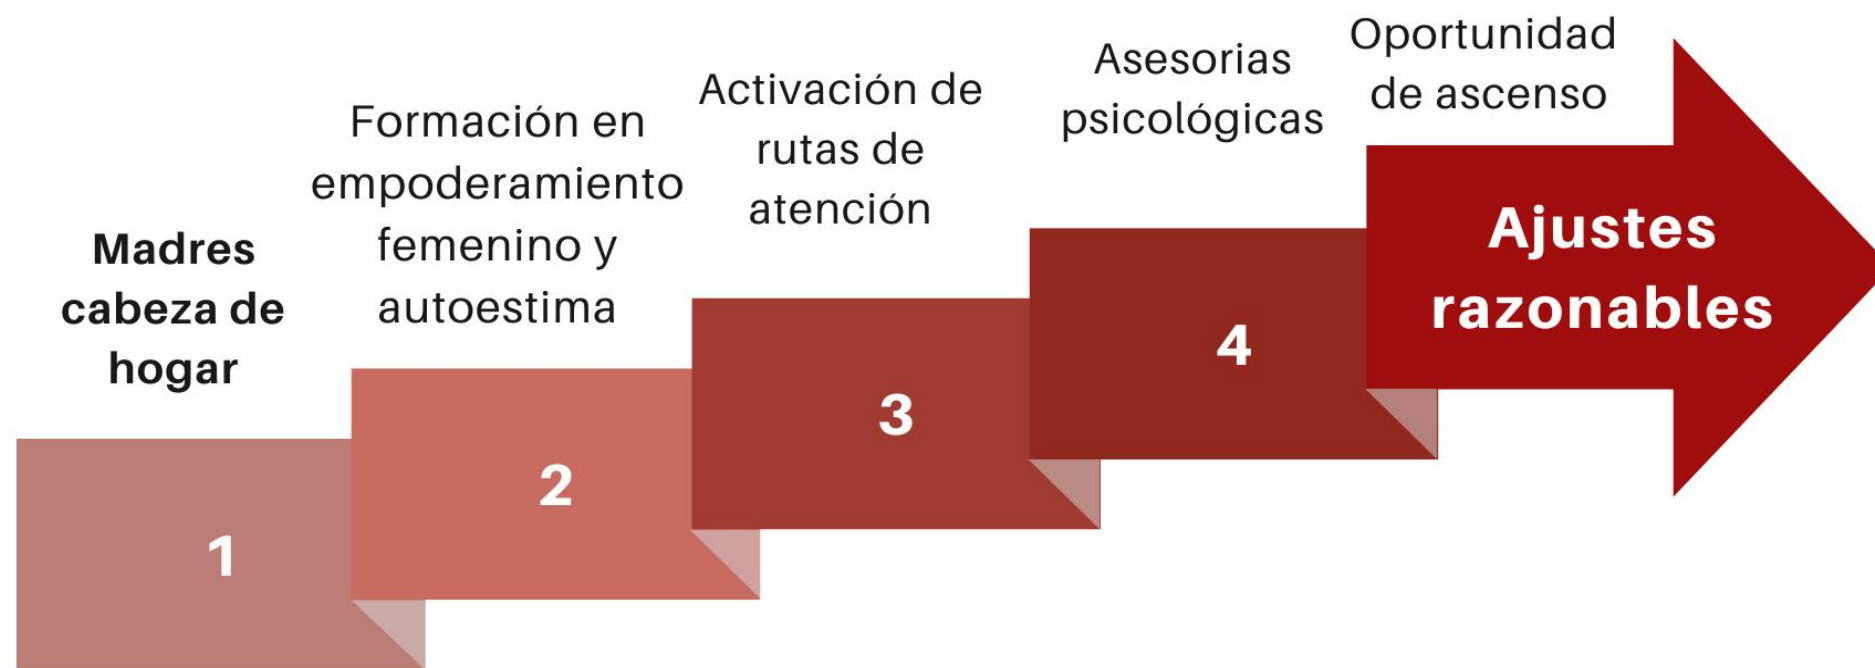 Madres
cabeza de
hogar
1
Formación en
empoderamiento
femenino y
autoestima
2
Activación de
rutas de
atención
3
Asesorias
psicológicas
4
Oportunidad
de ascenso
Ajustes
razonables